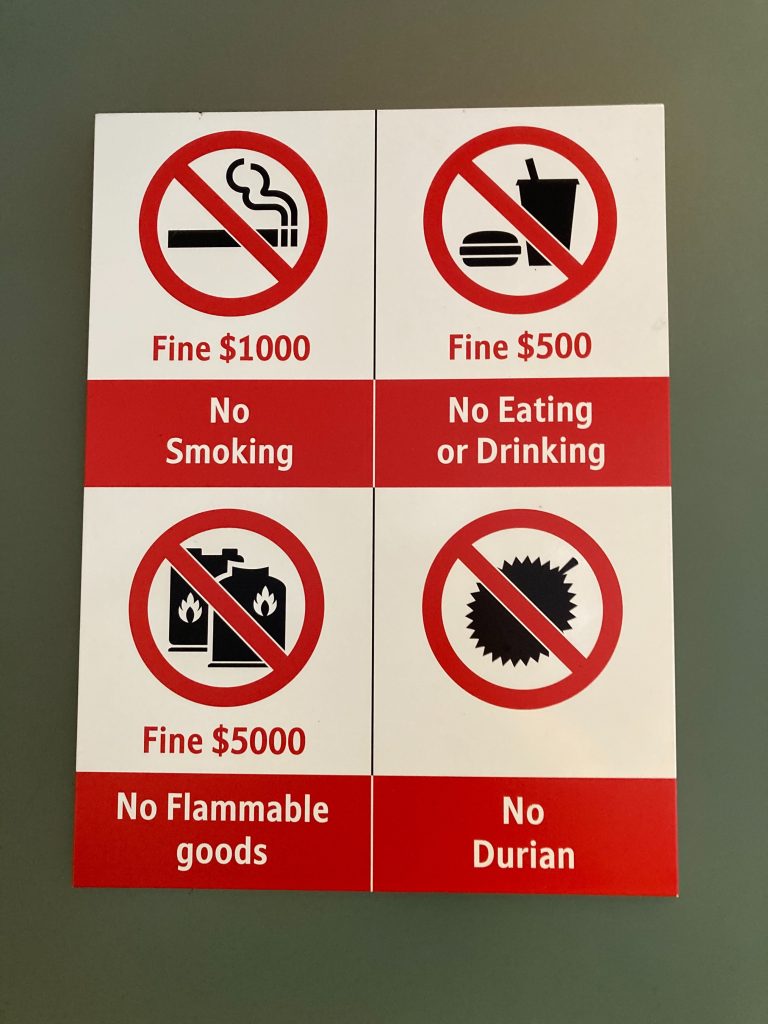 Fine $1000
No
Smoking
Fine $500
No Eating
or Drinking
Fine $5000
No Flammable
goods
No
Durian